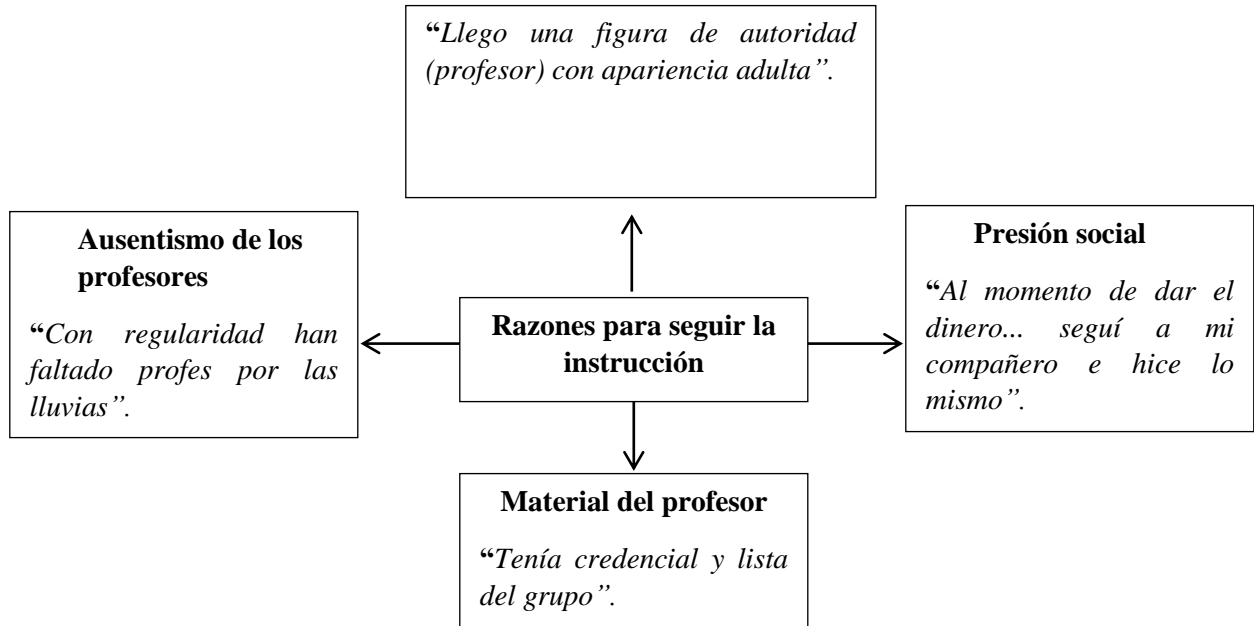 “Llego una figura de autoridad
(profesor) con apariencia adulta”.
Ausentismo de los
profesores
“Con regularidad han
faltado profes por las
lluvias”.
Razones para seguir la
instrucción
Presión social
“Al momento de dar el
dinero... seguí a mi
compañero e hice lo
mismo”.
Material del profesor
“Tenía credencial y lista
del grupo”.